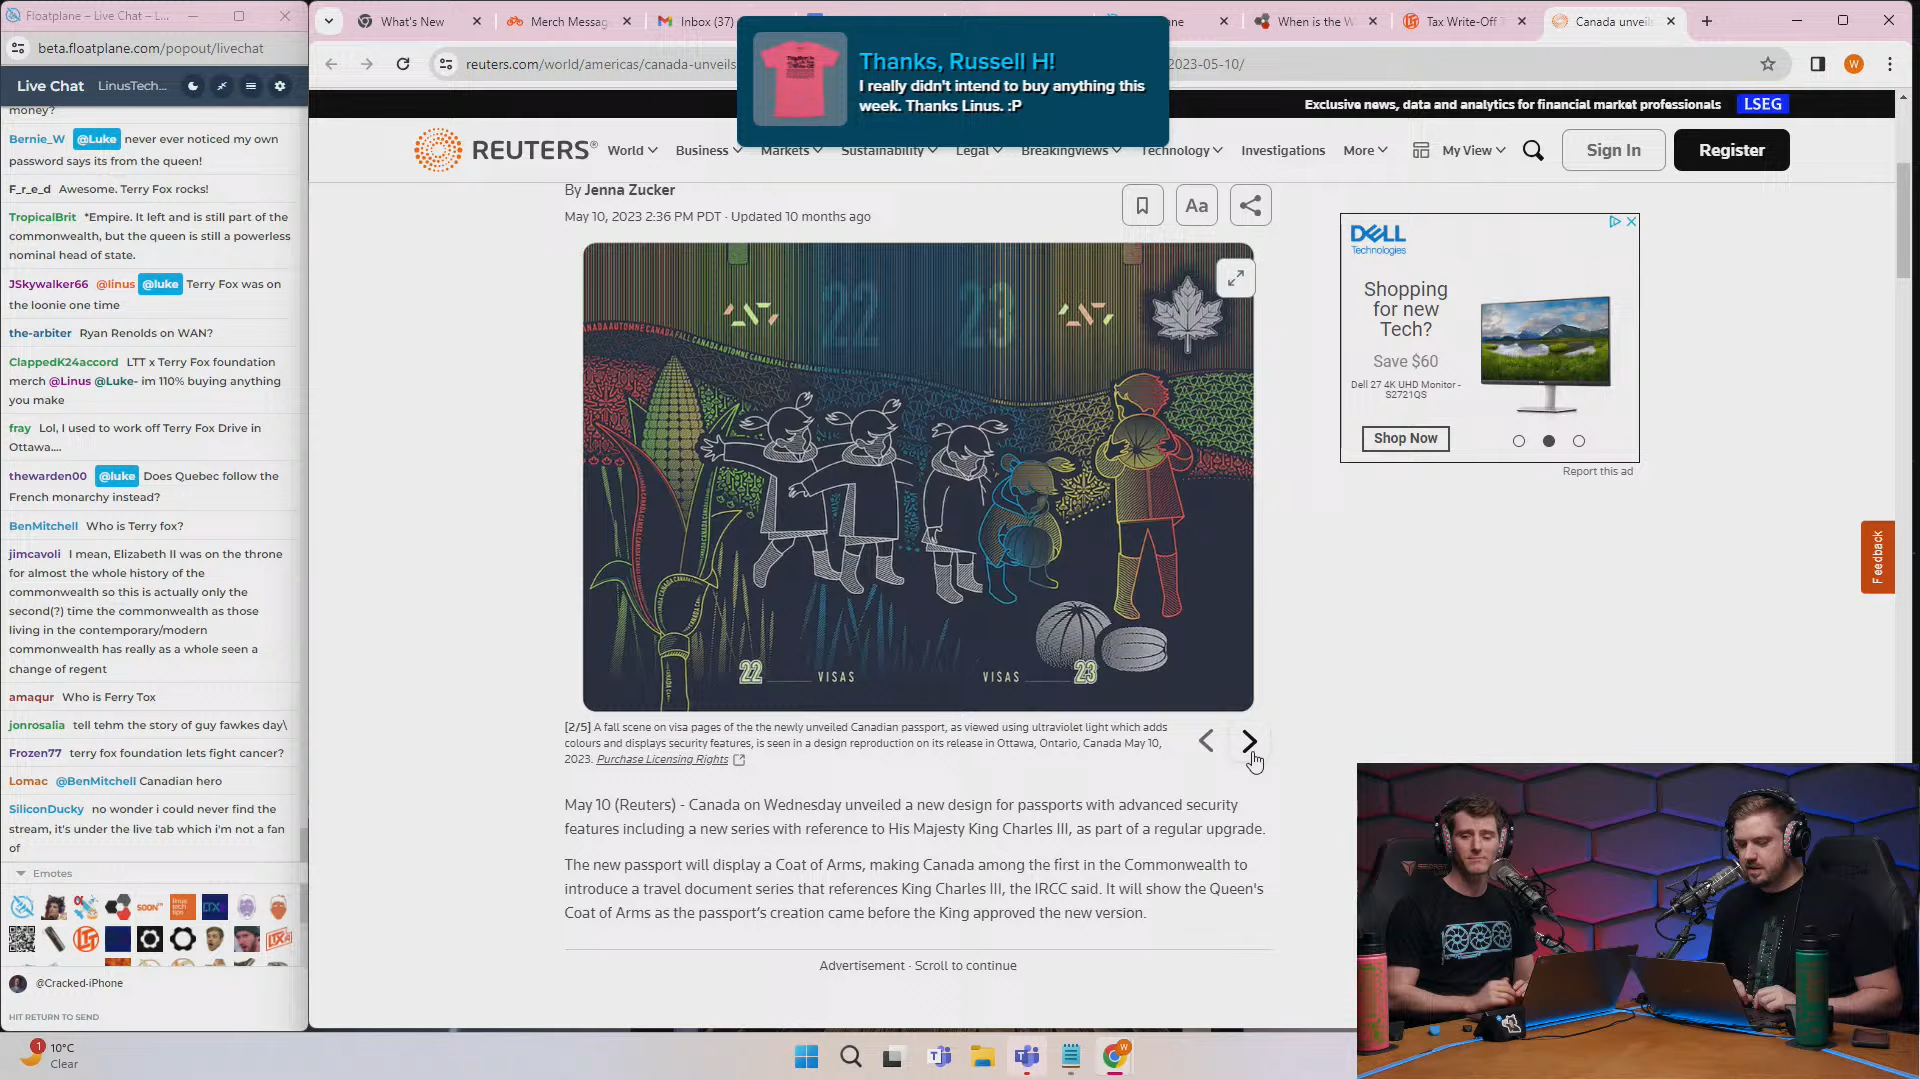 Floatplane – Live Chat – L...
beta.floatplane.com/popout/livechat
Live Chat LinusTech...
money?
Bernie_W @Luke never ever noticed my own
password says its from the queen!
F_r_e_d Awesome. Terry Fox rocks!
TropicalBrit *Empire. It left and is still part of the
commonwealth, but the queen is still a powerless
nominal head of state.
JSkywalker66 @linus @luke Terry Fox was on
the loonie one time
the-arbiter Ryan Renolds on WAN?
ClappedK24accord LTT x Terry Fox foundation
merch @Linus @Luke- im 110% buying anything
you make
fray Lol, I used to work off Terry Fox Drive in
Ottawa....
thewarden00 @luke Does Quebec follow the
French monarchy instead?
BenMitchell Who is Terry fox?
jimcavoli I mean, Elizabeth II was on the throne
for almost the whole history of the
commonwealth so this is actually only the
second(?) time the commonwealth as those
living in the contemporary/modern
commonwealth has really as a whole seen a
change of regent
amaqur Who is Ferry Tox
jonrosalia tell tehm the story of guy fawkes day\
Frozen77 terry fox foundation lets fight cancer?
Lomac @BenMitchell Canadian hero
SiliconDucky no wonder i could never find the
stream, it's under the live tab which i'm not a fan
of
Emotes
SOON
@Cracked-iPhone
HIT RETURN TO SEND
What's New
Merch Messag
Inbox (37)
ne
When is the W
Tax Write-Off
Canada unveil
reuters.com/world/americas/canada-unveils
2023-05-10/
W
Thanks, Russell H!
I really didn't intend to buy anything this
week. Thanks Linus. :P
Exclusive news, data and analytics for financial market professionals LSEG
REUTERS®
World
Business
Markets
Sustainability
Legal
Breakingviews
Technology
Investigations
More
My View
Sign In
Register
By Jenna Zucker
May 10, 2023 2:36 PM PDT · Updated 10 months ago
Aa
22 23
22 VISAS VISAS 23
[2/5] A fall scene on visa pages of the the newly unveiled Canadian passport, as viewed using ultraviolet light which adds
colours and displays security features, is seen in a design reproduction on its release in Ottawa, Ontario, Canada May 10,
2023. Purchase Licensing Rights
May 10 (Reuters) - Canada on Wednesday unveiled a new design for passports with advanced security
features including a new series with reference to His Majesty King Charles III, as part of a regular upgrade.
The new passport will display a Coat of Arms, making Canada among the first in the Commonwealth to
introduce a travel document series that references King Charles III, the IRCC said. It will show the Queen's
Coat of Arms as the passport's creation came before the King approved the new version.
Advertisement · Scroll to continue
DELL
Technologies
Shopping
for new
Tech?
Save $60
Dell 27 4K UHD Monitor -
S2721QS
Shop Now
Report this ad
Feedback
1
10°C
Clear
W